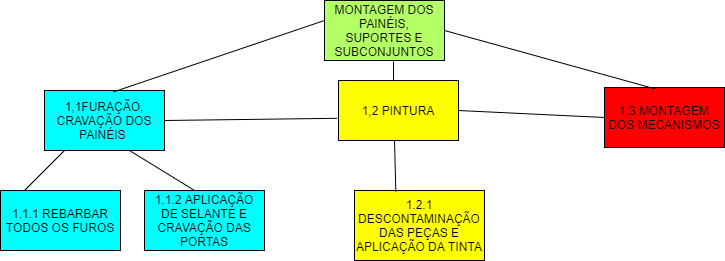 MONTAGEM DOS
PAINÉIS,
SUPORTES E
SUBCONJUNTOS
1,1FURAÇÃO,
CRAVAÇÃO DOS
PAINÉIS
1,2 PINTURA
1,3 MONTAGEM
DOS MECANISMOS
1.1.1 REBARBAR
TODOS OS FUROS
1.1.2 APLICAÇÃO
DE SELANTE E
CRAVAÇÃO DAS
PORTAS
1.2.1
DESCONTAMINAÇÃO
DAS PEÇAS E
APLICAÇÃO DA TINTA